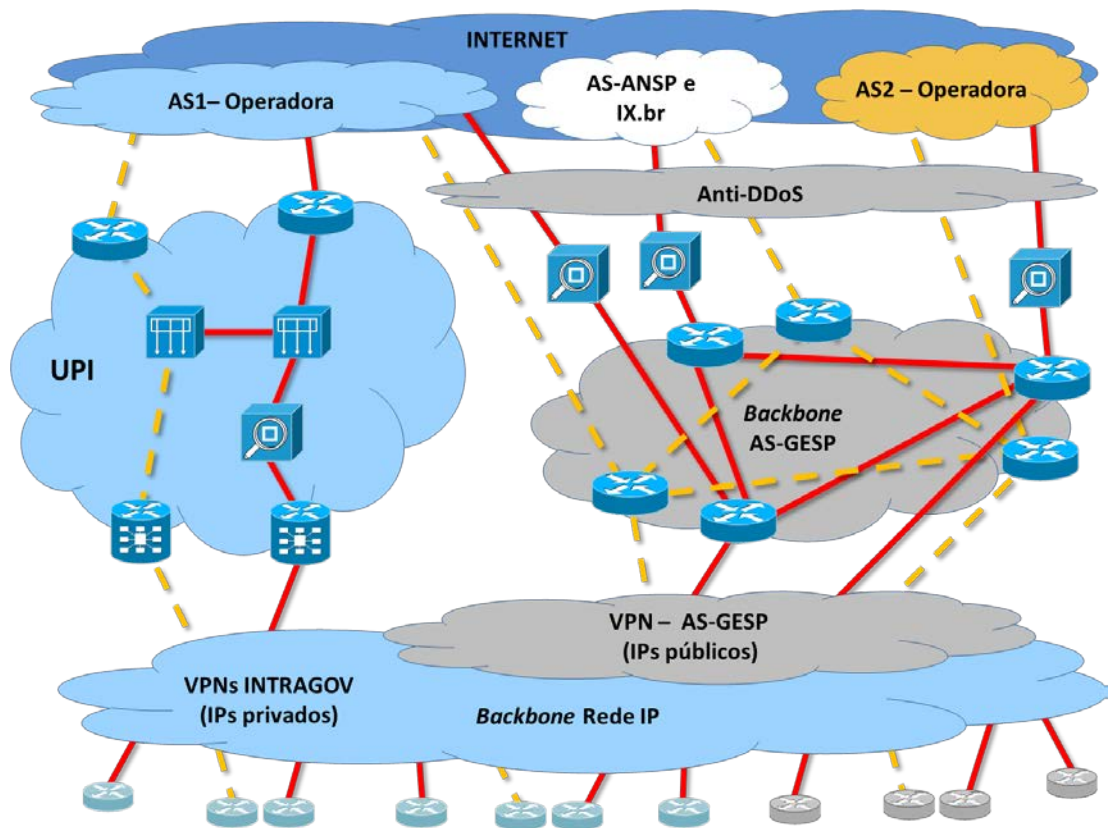 INTERNET
AS1– Operadora
AS-ANSP e
IX.br
AS2 – Operadora
Anti-DDoS
UPI
Backbone
AS-GESP
VPN – AS-GESP
(IPs públicos)
VPNs INTRAGOV
(IPs privados)
Backbone Rede IP